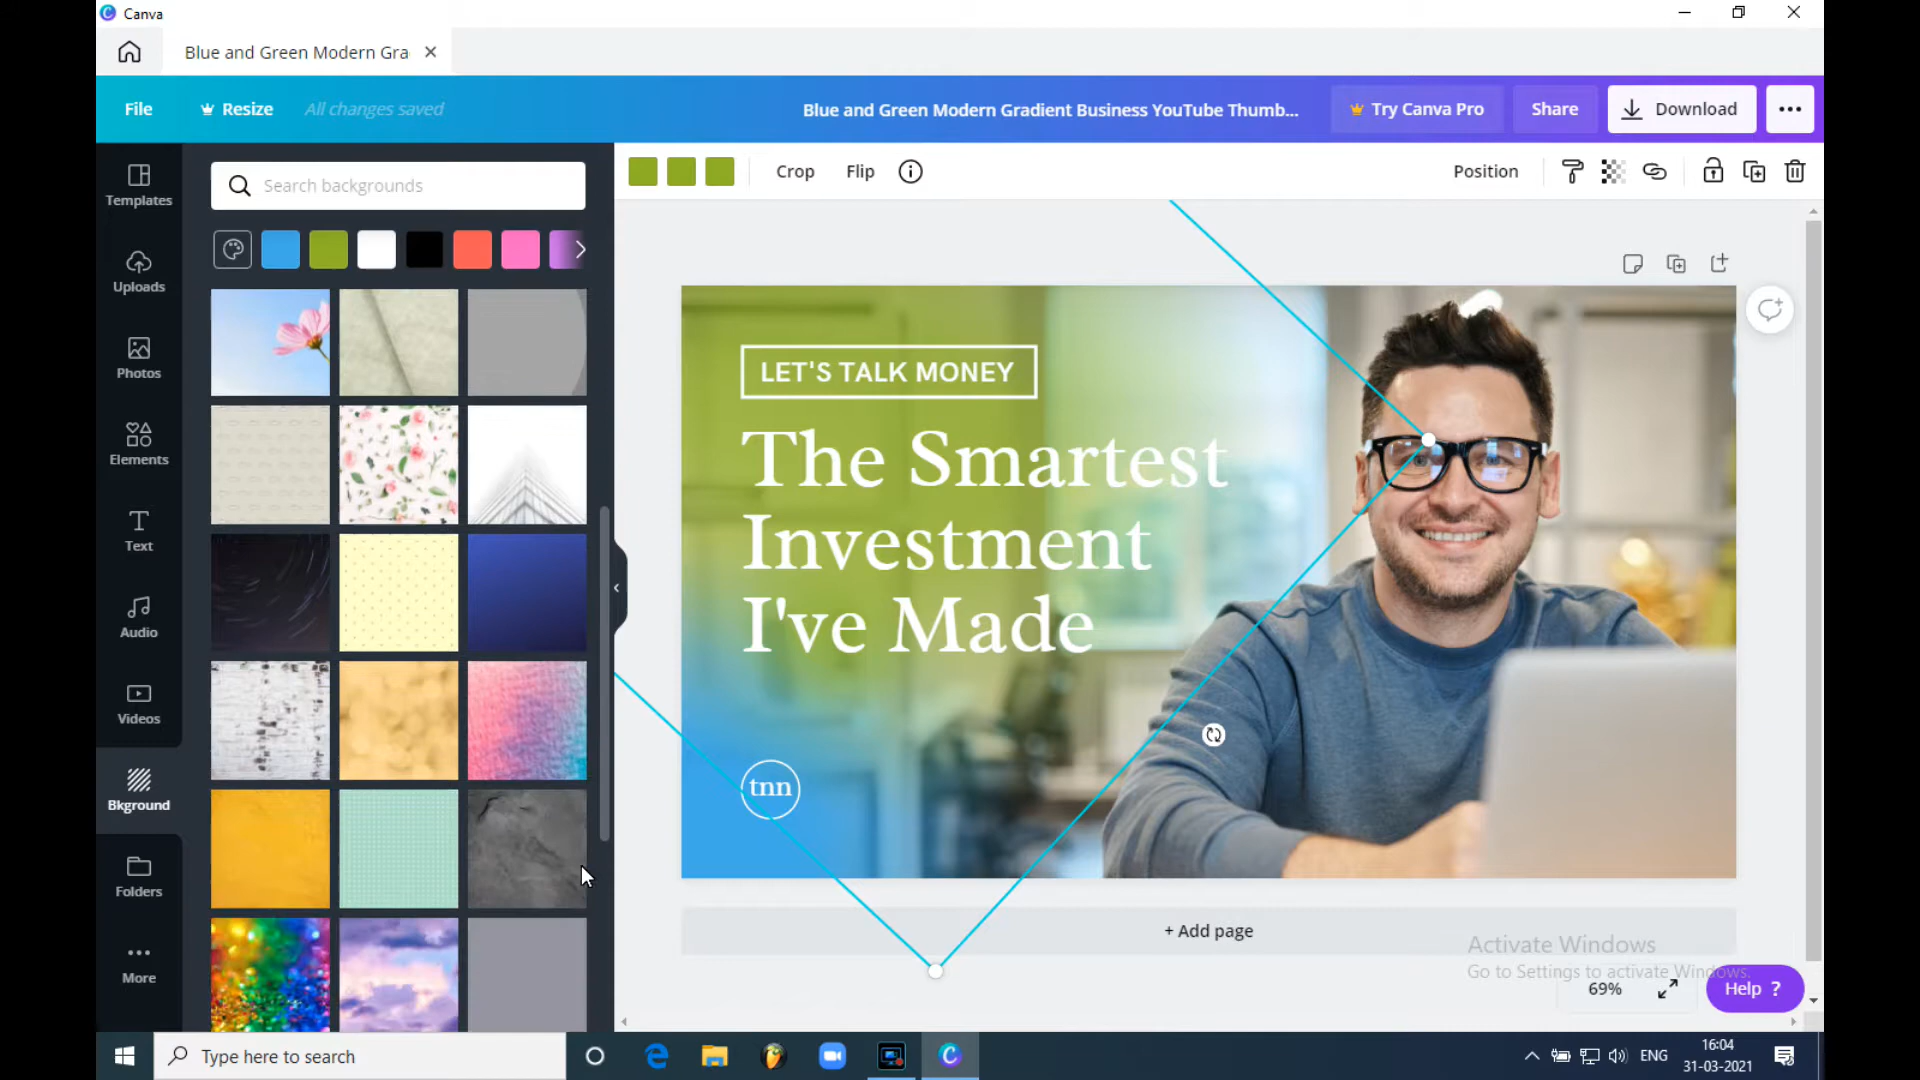 Canva
Blue and Green Modern Gra
File
Resize
All changes saved
Blue and Green Modern Gradient Business YouTube Thumb...
Try Canva Pro
Share
Download
Templates
Uploads
Photos
Elements
Text
Audio
Videos
Bkground
Folders
More
Search backgrounds
Crop
Flip
Position
LET'S TALK MONEY
The Smartest
Investment
I've Made
tnn
+ Add page
Activate Windows
Go to Settings to activate Windows.
69%
Help ?
Type here to search
ENG
16:04
31-03-2021